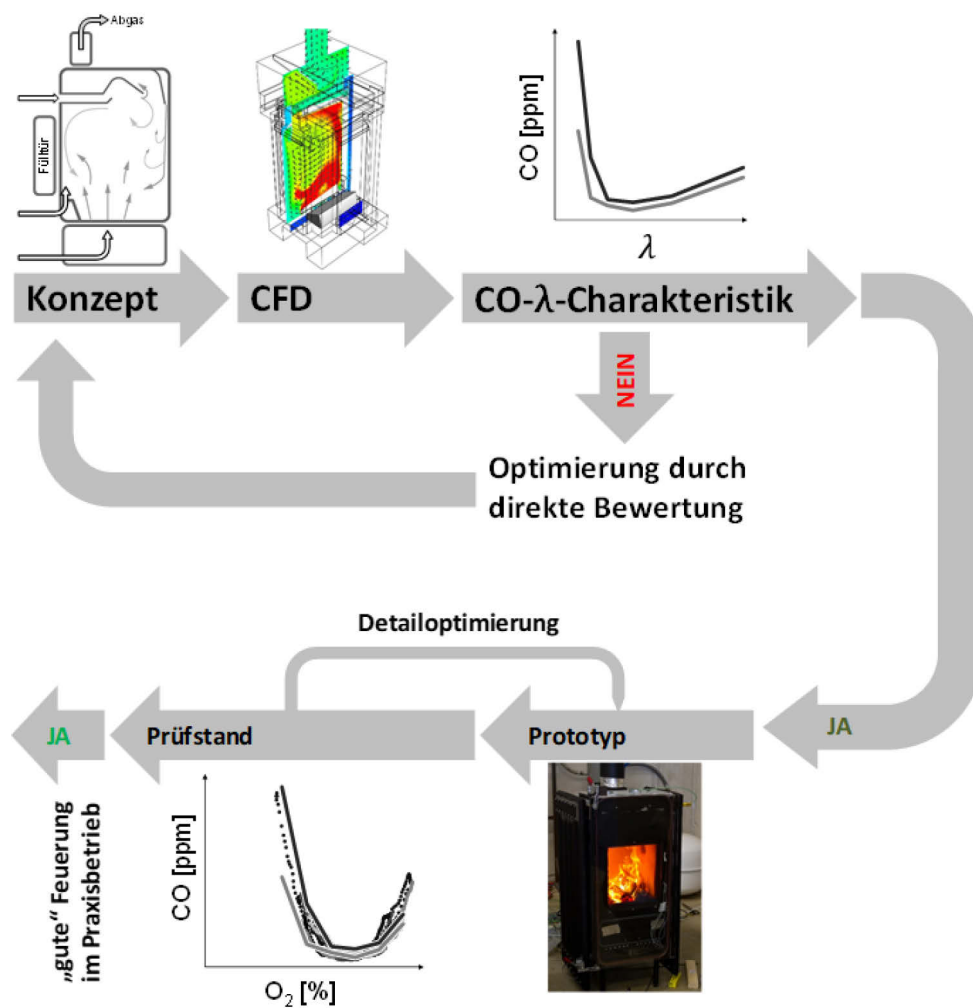 Abgas
Fülltür
CO [ppm]
λ
Konzept
CFD
CO-λ-Charakteristik
NEIN
Optimierung durch
direkte Bewertung
Detailoptimierung
JA
Prüfstand
Prototyp
JA
„gute“ Feuerung
im Praxisbetrieb
CO [ppm]
O₂ [%]